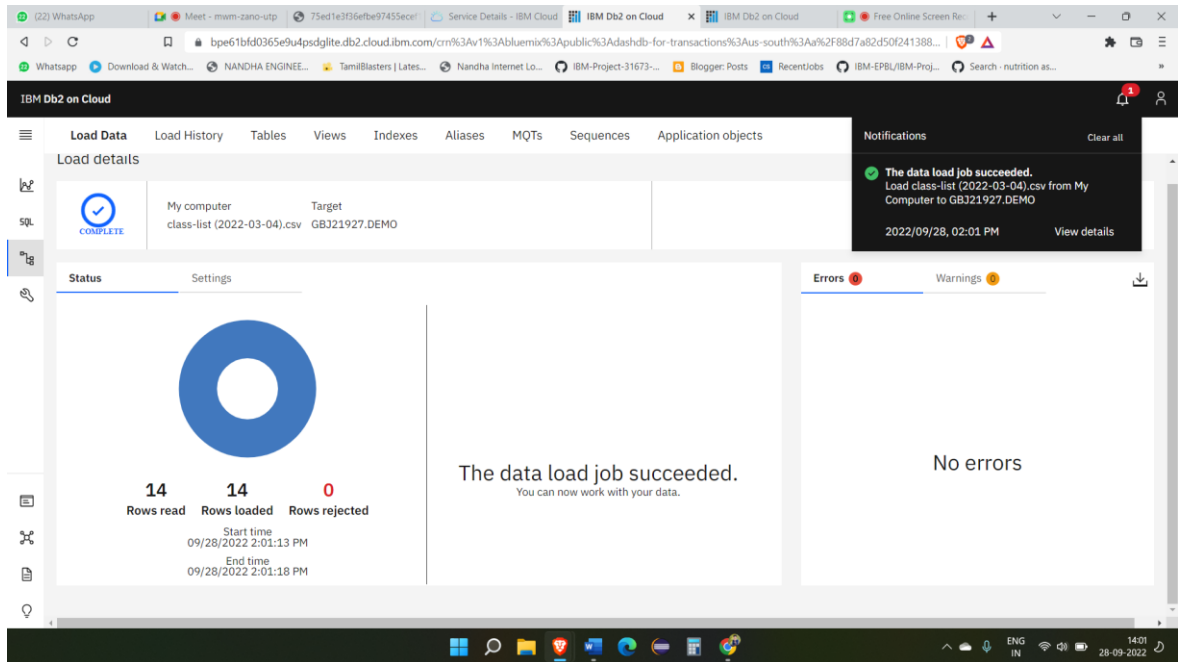 (22) WhatsApp
Meet - mwm-zano-utp
75ed1e3f36efbe97455ecef
Service Details - IBM Cloud
IBM Db2 on Cloud
IBM Db2 on Cloud
Free Online Screen Rec
bpe61bfd0365e9u4psdglite.db2.cloud.ibm.com/crn%3Av1%3Abluemix%3Apublic%3Adashdb-for-transactions%3Aus-south%3Aa%2F88d7a82d50f241388...
Whatsapp
Download & Watch...
NANDHA ENGINEE...
TamilBlasters | Lates...
Nandha Internet Lo...
IBM-Project-31673-...
Blogger: Posts
RecentJobs
IBM-EPBL/IBM-Proj...
Search · nutrition as...
IBM Db2 on Cloud
1
Load Data
Load History
Tables
Views
Indexes
Aliases
MQTs
Sequences
Application objects
Notifications
Clear all
The data load job succeeded.
Load class-list (2022-03-04).csv from My
Computer to GBJ21927.DEMO
2022/09/28, 02:01 PM
View details
Load details
SQL
COMPLETE
My computer
class-list (2022-03-04).csv
Target
GBJ21927.DEMO
Status
Settings
Errors 0
Warnings 0
14
Rows read
14
Rows loaded
0
Rows rejected
Start time
09/28/2022 2:01:13 PM
End time
09/28/2022 2:01:18 PM
The data load job succeeded.
You can now work with your data.
No errors
ENG
IN
14:01
28-09-2022